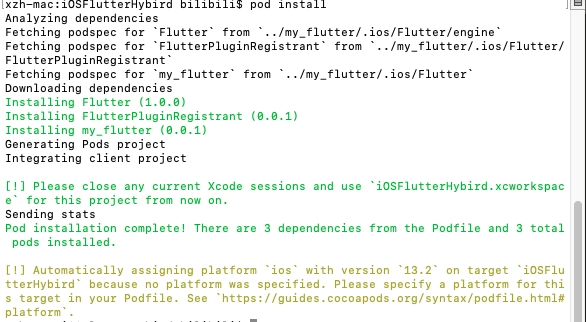 xzh-mac:iOSFlutterHybird bilibili$ pod install
Analyzing dependencies
Fetching podspec for `Flutter` from `../my_flutter/.ios/Flutter/engine`
Fetching podspec for `FlutterPluginRegistrant` from `../my_flutter/.ios/Flutter/
FlutterPluginRegistrant`
Fetching podspec for `my_flutter` from `../my_flutter/.ios/Flutter`
Downloading dependencies
Installing Flutter (1.0.0)
Installing FlutterPluginRegistrant (0.0.1)
Installing my_flutter (0.0.1)
Generating Pods project
Integrating client project
[!] Please close any current Xcode sessions and use `iOSFlutterHybird.xcworkspac
e` for this project from now on.
Sending stats
Pod installation complete! There are 3 dependencies from the Podfile and 3 total
pods installed.
[!] Automatically assigning platform `ios` with version `13.2` on target `iOSFlu
tterHybird` because no platform was specified. Please specify a platform for thi
s target in your Podfile. See `https://guides.cocoapods.org/syntax/podfile.html#
platform`.